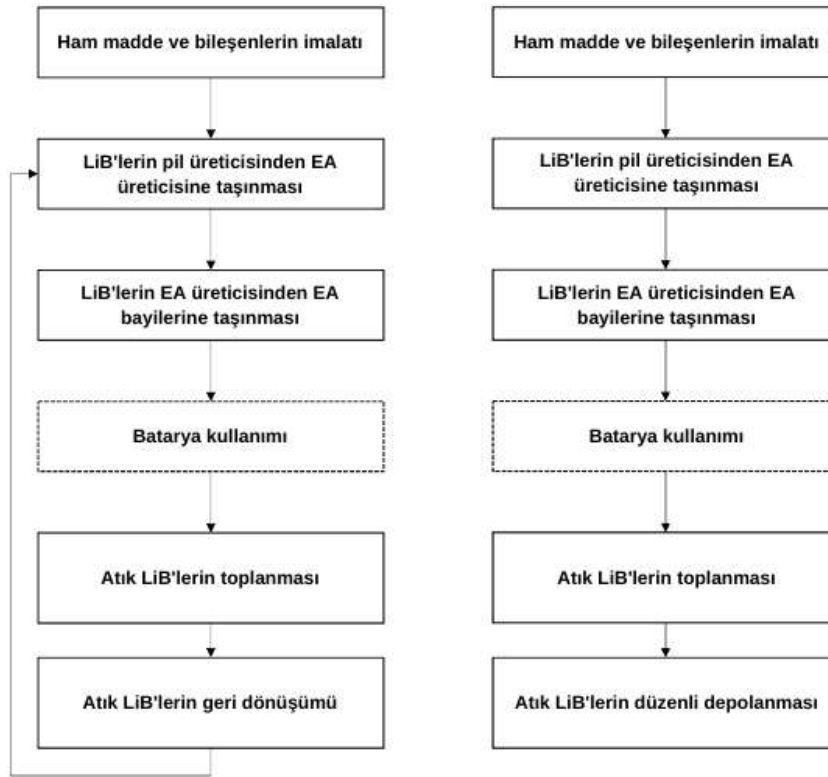 Ham madde ve bileşenlerin imalatı
LiB'lerin pil üreticisinden EA
üreticisine taşınması
LiB'lerin EA üreticisinden EA
bayilerine taşınması
Batarya kullanımı
Atık LiB'lerin toplanması
Atık LiB'lerin geri dönüşümü
Ham madde ve bileşenlerin imalatı
LiB'lerin pil üreticisinden EA
üreticisine taşınması
LiB'lerin EA üreticisinden EA
bayilerine taşınması
Batarya kullanımı
Atık LiB'lerin toplanması
Atık LiB'lerin düzenli depolanması